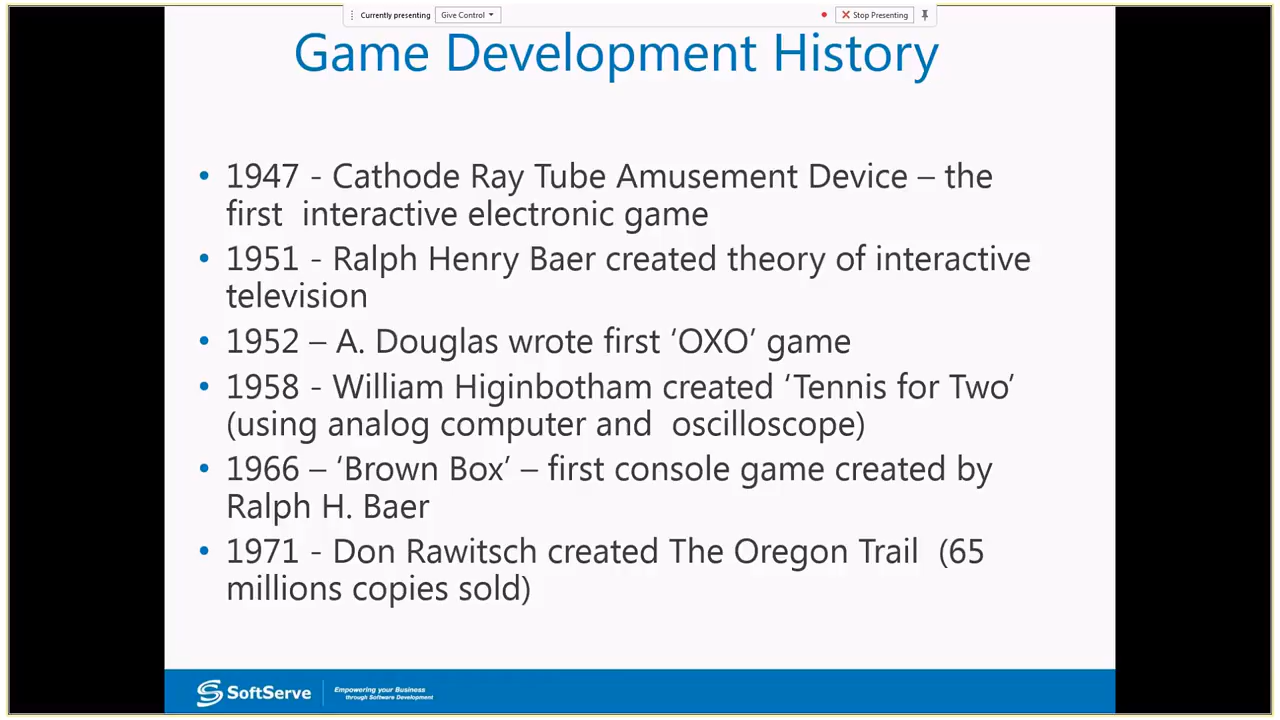 Currently presenting Give Control Stop Presenting
Game Development History
• 1947 - Cathode Ray Tube Amusement Device – the
first interactive electronic game
• 1951 - Ralph Henry Baer created theory of interactive
television
• 1952 – A. Douglas wrote first ‘OXO’ game
• 1958 - William Higinbotham created ‘Tennis for Two’
(using analog computer and oscilloscope)
• 1966 – ‘Brown Box’ – first console game created by
Ralph H. Baer
• 1971 - Don Rawitsch created The Oregon Trail (65
millions copies sold)
SoftServe
Empowering your Business
through Software Development